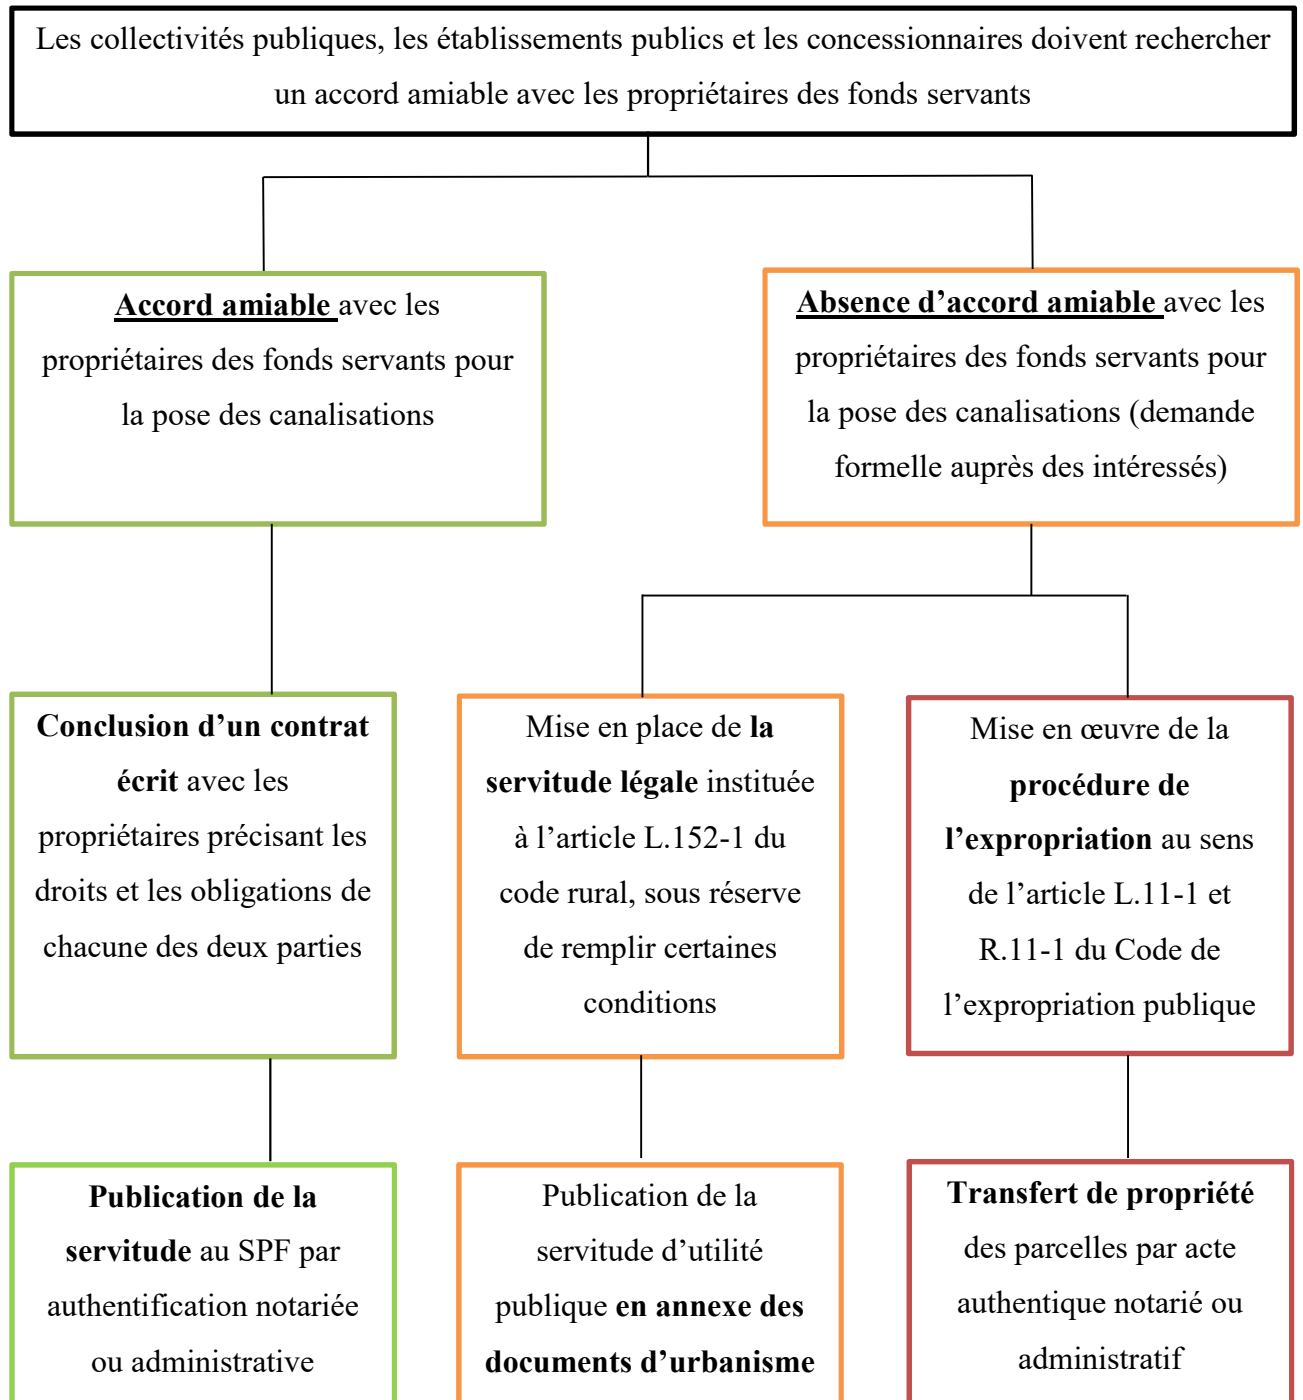 Les collectivités publiques, les établissements publics et les concessionnaires doivent rechercher
un accord amiable avec les propriétaires des fonds servants
Accord amiable avec les
propriétaires des fonds servants pour
la pose des canalisations
Absence d’accord amiable avec les
propriétaires des fonds servants pour
la pose des canalisations (demande
formelle auprès des intéressés)
Conclusion d’un contrat
écrit avec les
propriétaires précisant les
droits et les obligations de
chacune des deux parties
Mise en place de la
servitude légale instituée
à l’article L.152-1 du
code rural, sous réserve
de remplir certaines
conditions
Mise en œuvre de la
procédure de
l’expropriation au sens
de l’article L.11-1 et
R.11-1 du Code de
l’expropriation publique
Publication de la
servitude au SPF par
authentification notariée
ou administrative
Publication de la
servitude d’utilité
publique en annexe des
documents d’urbanisme
Transfert de propriété
des parcelles par acte
authentique notarié ou
administratif